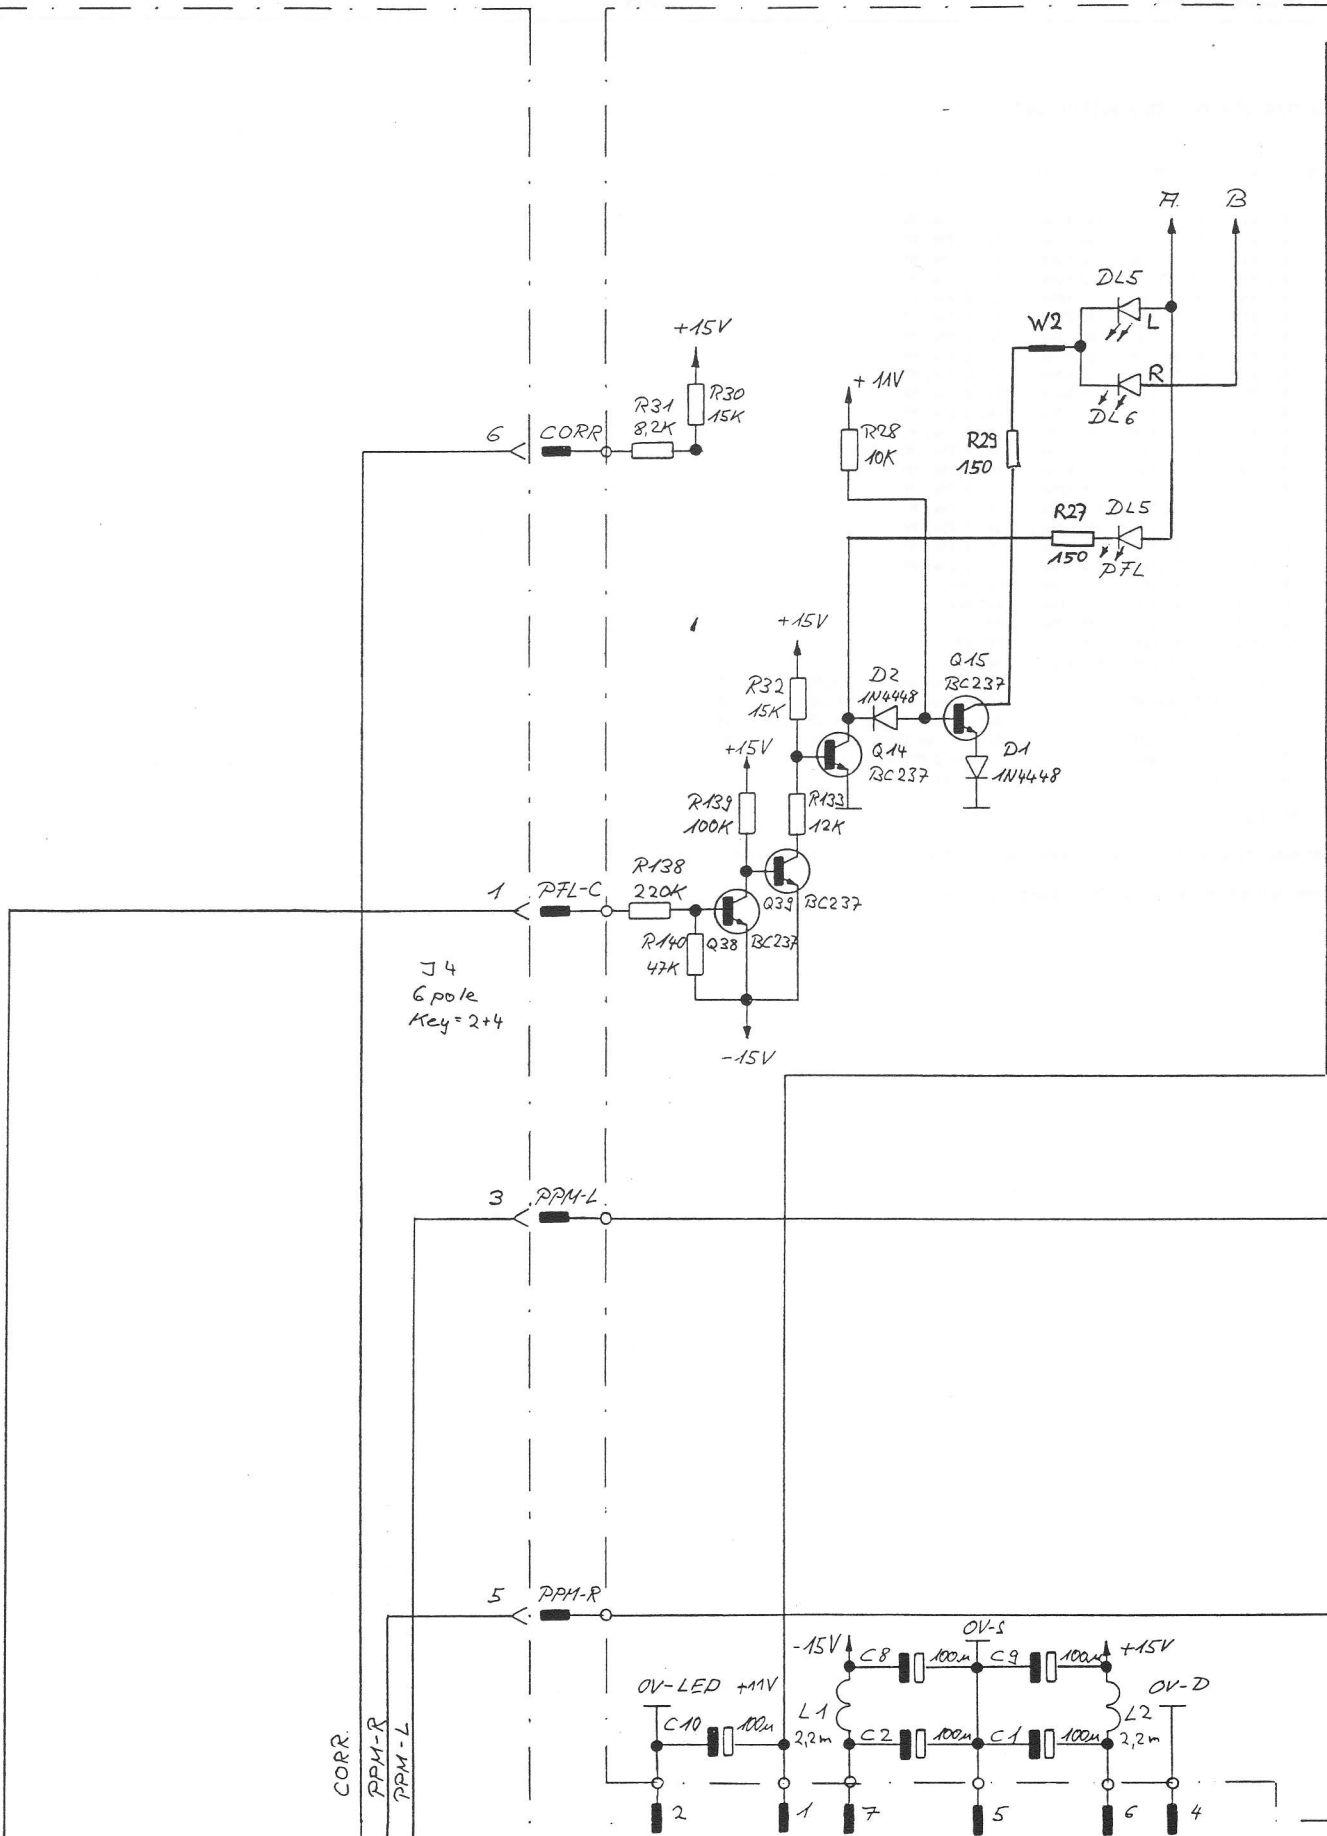 A. B
DL5
L
W2
R
DL6
+15V
R30
15K
R31
8,2K
6 CORR
+11V
R28
10K
R29
150
R27
150
DL5
PFL
+15V
R32
15K
D2
1N4448
Q15
BC237
+15V
Q14
BC237
D1
1N4448
R139
100K
R133
12K
R138
220K
1 PFL-C
Q39 BC237
R140
47K
Q38 BC237
J4
6 pole
Key=2+4
-15V
3 PPM-L
5 PPM-R
0V-S
-15V C8 100µ C9 100µ +15V
0V-LED +11V 0V-D
C10 100µ
L1
2,2m
C2 100µ C1 100µ
L2
2,2m
CORR.
PPM-R
PPM-L
2 1 7 5 6 4